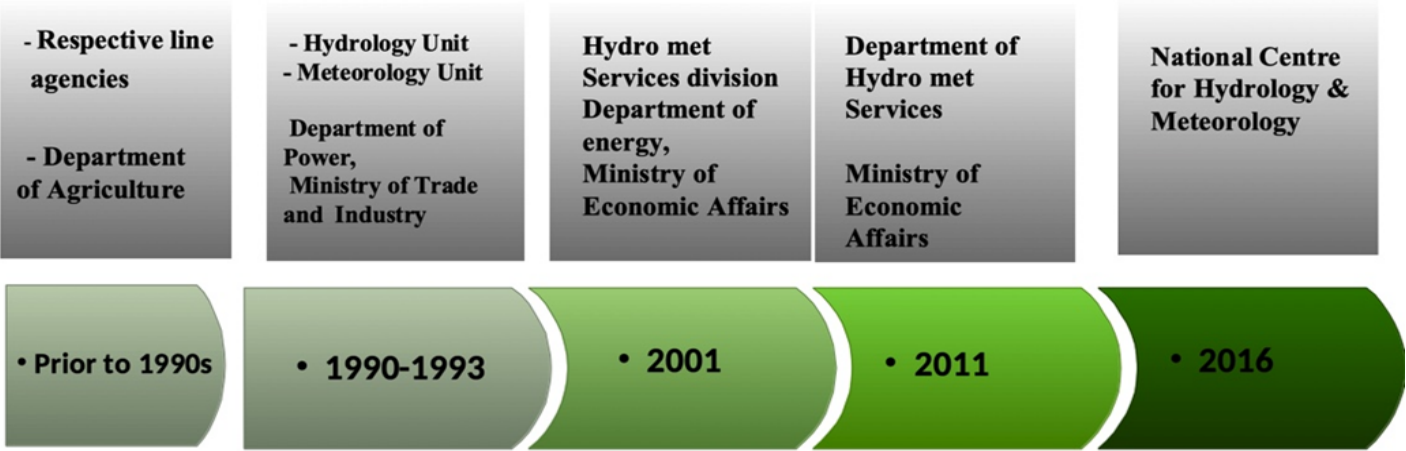 - Respective line
agencies
- Department
of Agriculture
- Hydrology Unit
- Meteorology Unit
Department of
Power,
Ministry of Trade
and Industry
Hydro met
Services division
Department of
energy,
Ministry of
Economic Affairs
Department of
Hydro met
Services
Ministry of
Economic
Affairs
National Centre
for Hydrology &
Meteorology
• Prior to 1990s
• 1990-1993
• 2001
• 2011
• 2016